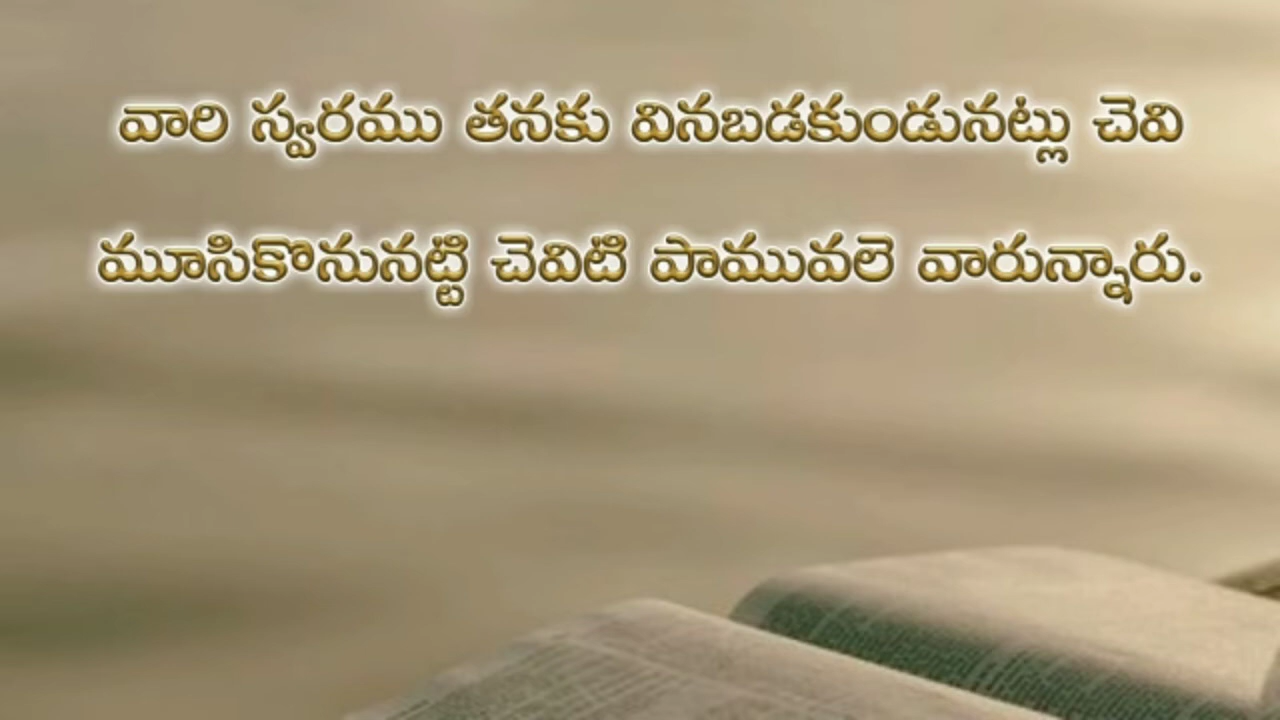 వారి స్వరము తనకు వినబడకుండునట్లు చెవి
మూసికొనునట్టి చెవిటి పామువలె వారున్నారు.